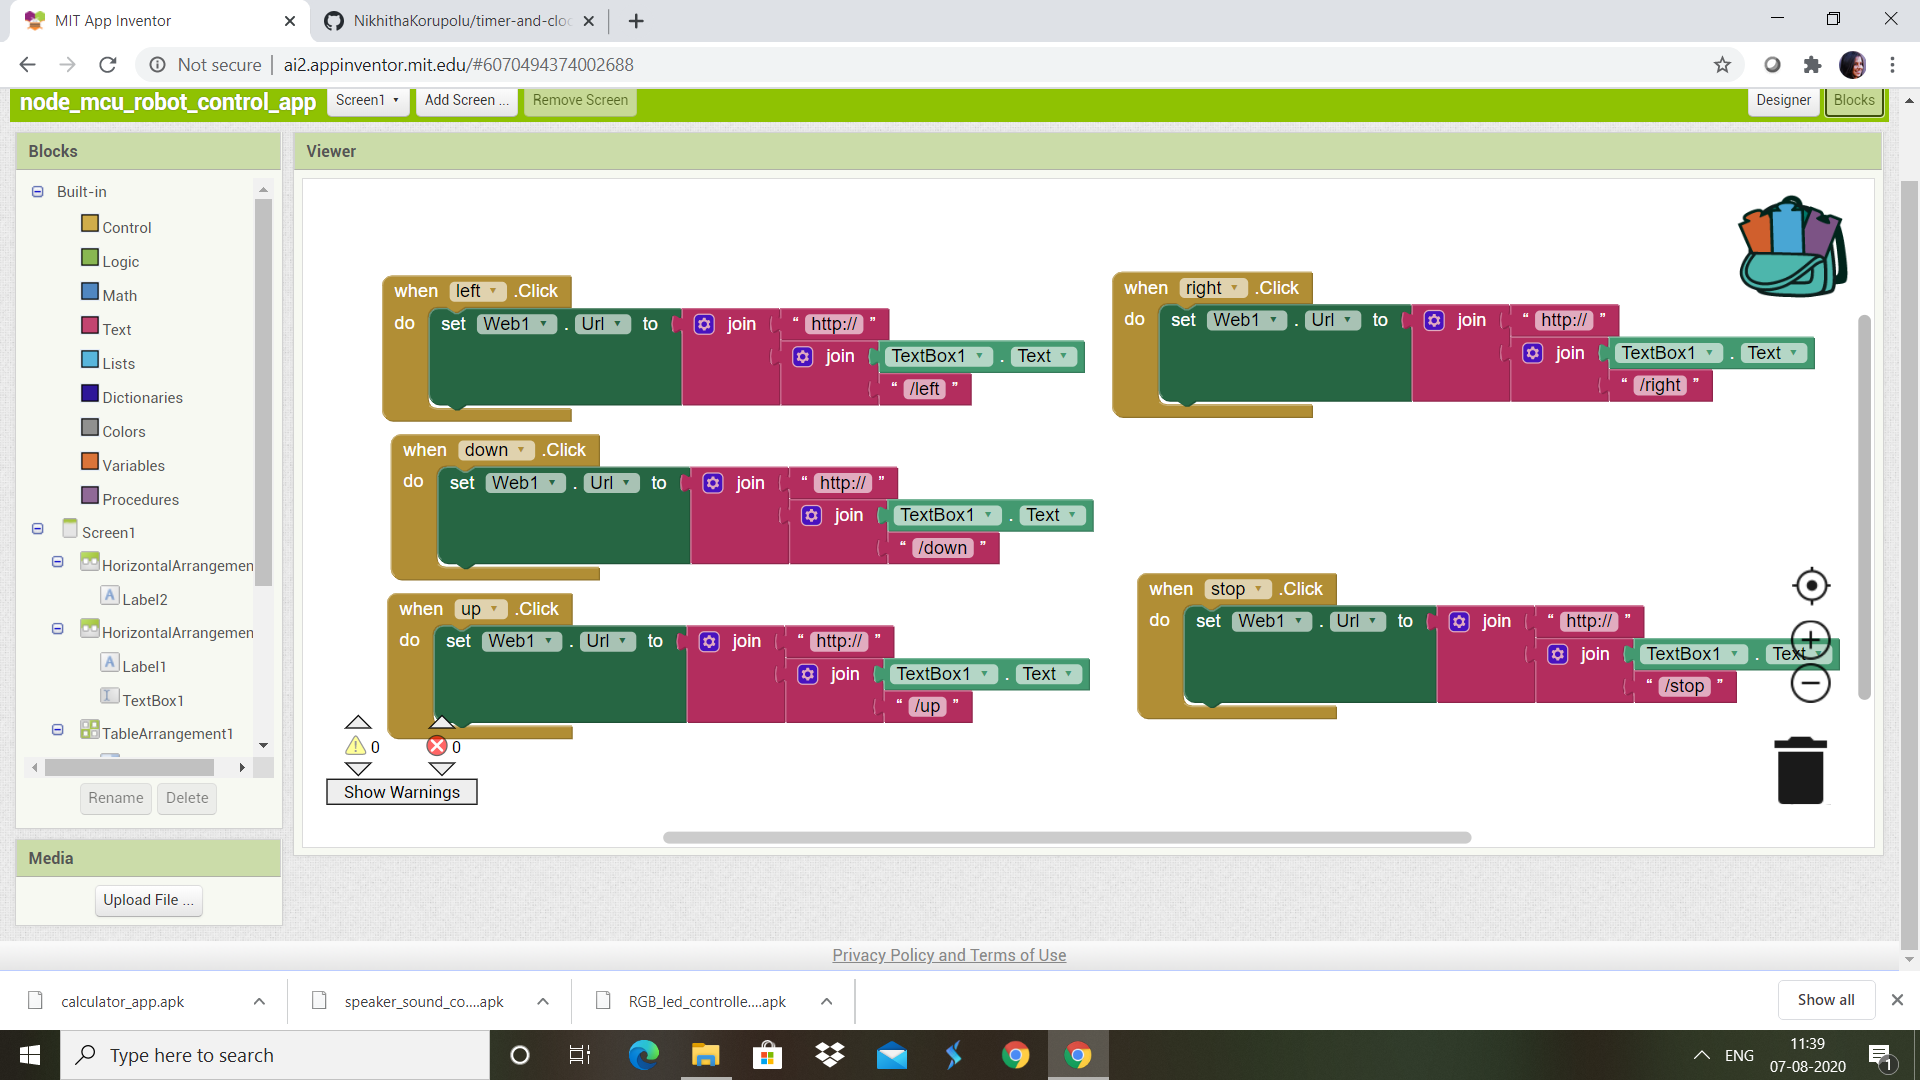 MIT App Inventor
NikhithaKorupolu/timer-and-cloc
Not secure | ai2.appinventor.mit.edu/#6070494374002688
node_mcu_robot_control_app
Screen1
Add Screen ...
Remove Screen
Designer
Blocks
Blocks
Viewer
Built-in
Control
Logic
Math
Text
Lists
Dictionaries
Colors
Variables
Procedures
Screen1
HorizontalArrangemen
Label2
HorizontalArrangemen
Label1
TextBox1
TableArrangement1
Rename
Delete
Media
Upload File ...
when left .Click
do set Web1 . Url to join “ http:// ”
join TextBox1 . Text
“ /left ”
when down .Click
do set Web1 . Url to join “ http:// ”
join TextBox1 . Text
“ /down ”
when up .Click
do set Web1 . Url to join “ http:// ”
join TextBox1 . Text
“ /up ”
when right .Click
do set Web1 . Url to join “ http:// ”
join TextBox1 . Text
“ /right ”
when stop .Click
do set Web1 . Url to join “ http:// ”
join TextBox1 . Text
“ /stop ”
0
0
Show Warnings
Privacy Policy and Terms of Use
calculator_app.apk
speaker_sound_co....apk
RGB_led_controlle....apk
Show all
Type here to search
ENG
11:39
07-08-2020
1